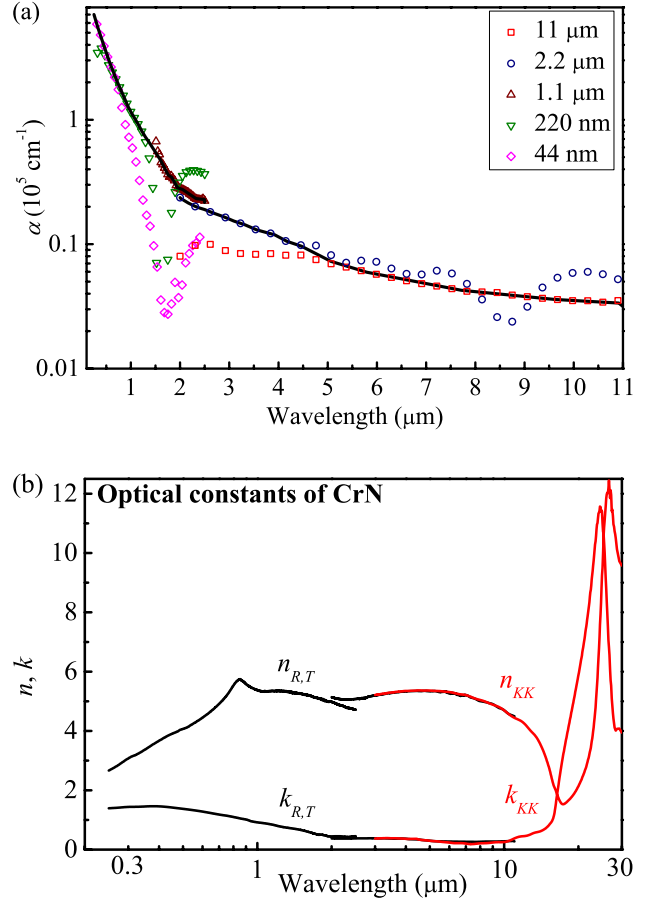 (a)
11 μm
2.2 μm
1.1 μm
220 nm
44 nm
α (10⁵ cm⁻¹)
1
0.1
0.01
1 2 3 4 5 6 7 8 9 10 11
Wavelength (μm)
(b)
Optical constants of CrN
12
10
8
6
4
2
0
n, k
n_{R,T}
n_{KK}
k_{R,T}
k_{KK}
0.3 1 10 30
Wavelength (μm)